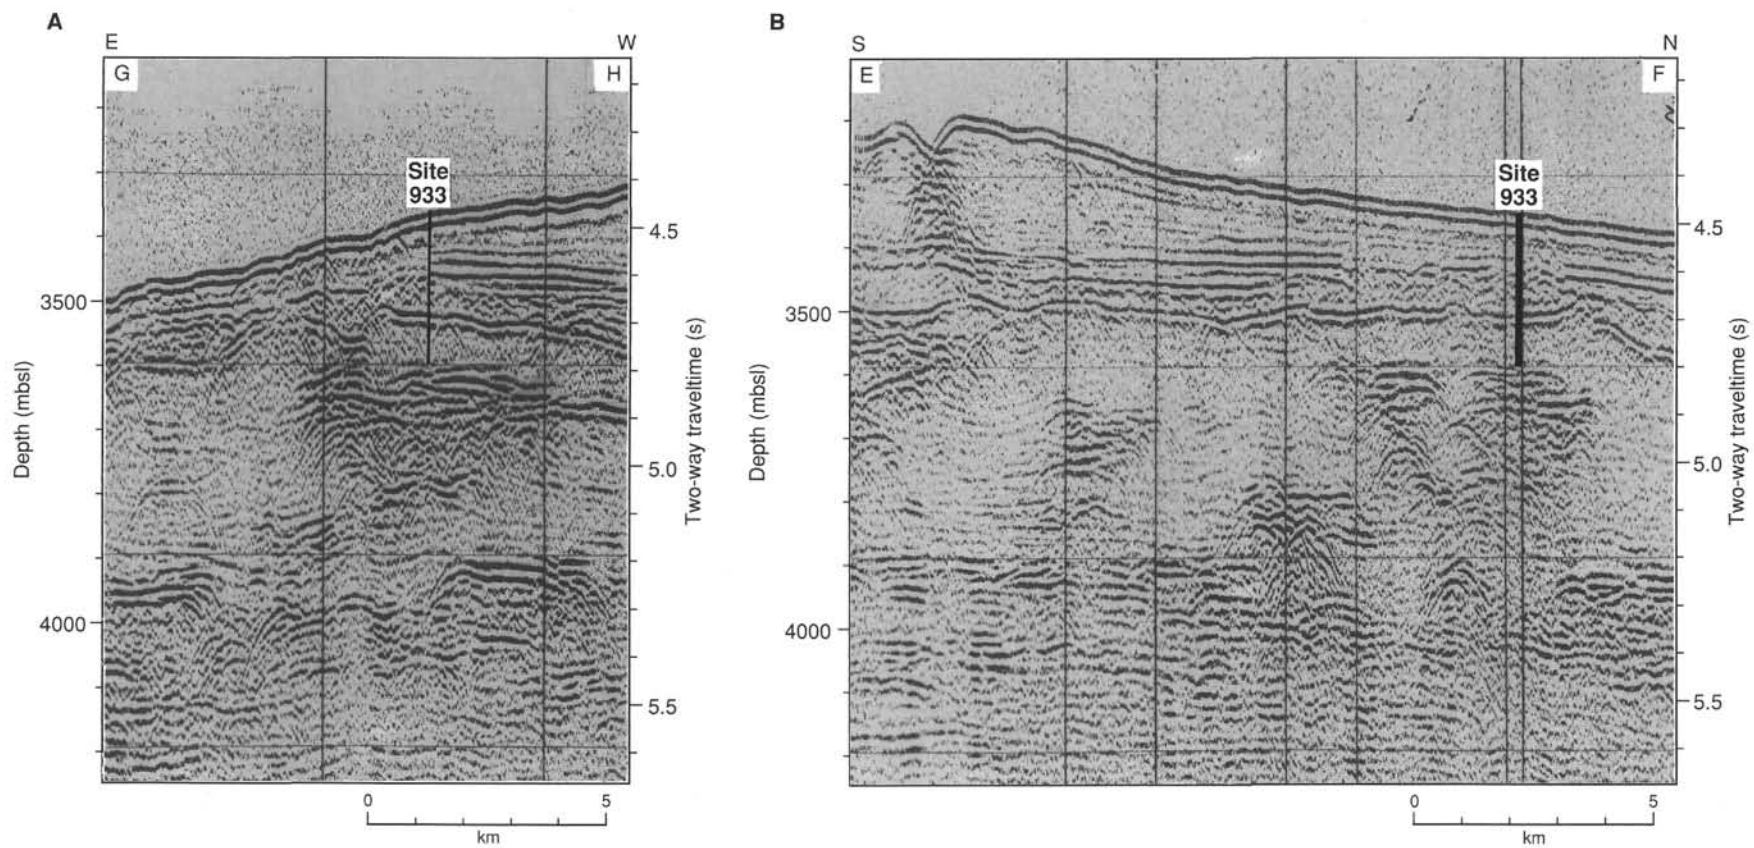 A
B
E
W
S
N
G
H
E
F
Site
933
Site
933
4.5
4.5
3500
3500
Depth (mbsl)
Two-way traveltime (s)
Depth (mbsl)
Two-way traveltime (s)
5.0
5.0
4000
4000
5.5
5.5
0
5
0
5
km
km